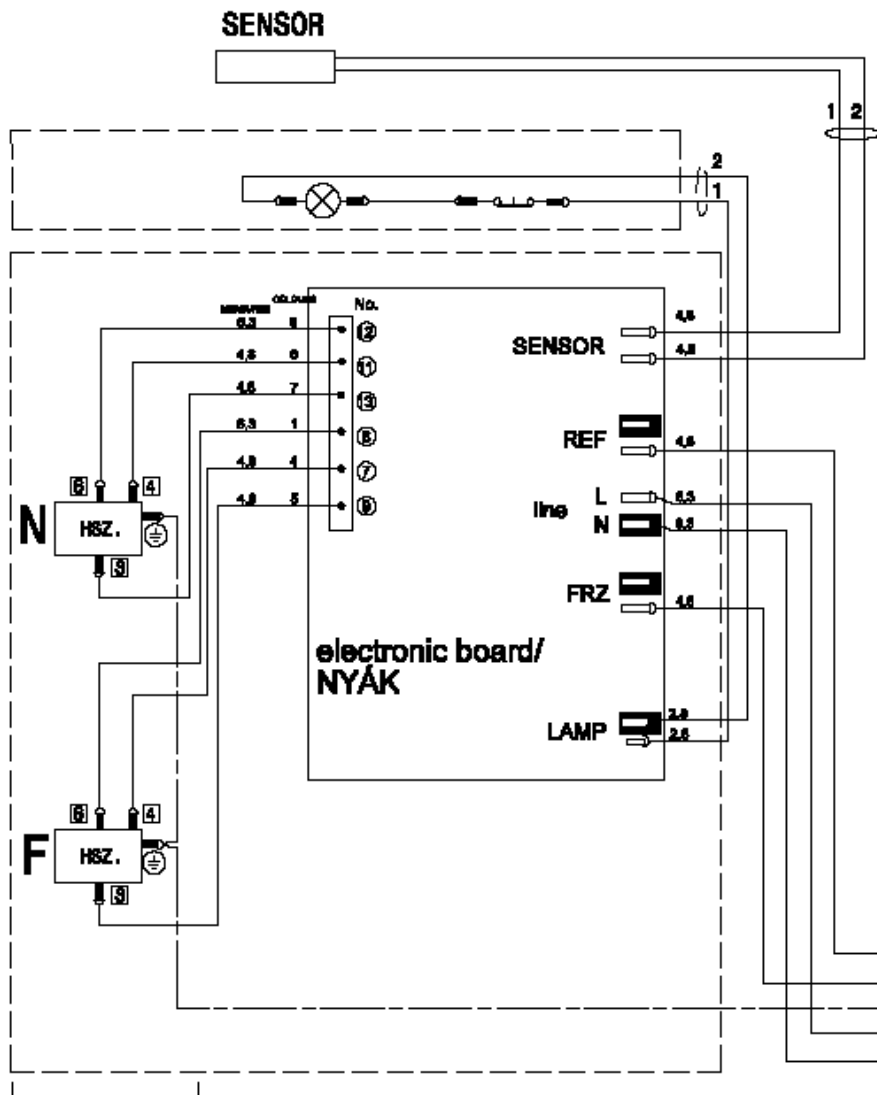 SENSOR
1 2
2
1
No.
6,3 12
4,8 6 11
4,8 7 13
6,3 1 8
4,8 4 7
4,8 5 9
SENSOR
4,8
4,8
REF
4,8
L
6,3
line
N
6,3
FRZ
4,8
electronic board/
NYÁK
LAMP
2,8
2,8
6 4
N
HSZ.
3
6 4
F
HSZ.
3